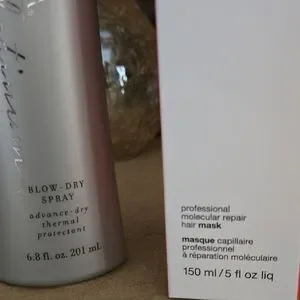 BLOW-DRY
SPRAY
advance-dry
thermal
protectant
6.8 fl. oz. 201 mL
professional
molecular repair
hair mask
masque capillaire
professionnel
à réparation moléculaire
150 ml / 5 fl oz liq